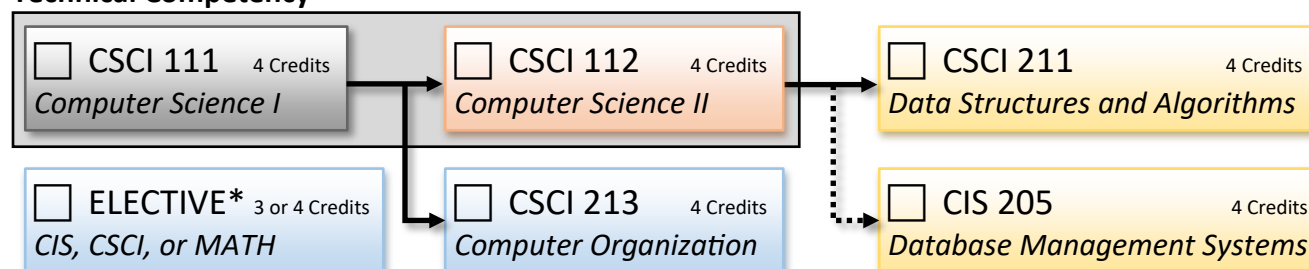 Technical Competency
CSCI 111 4 Credits
Computer Science I
CSCI 112 4 Credits
Computer Science II
CSCI 211 4 Credits
Data Structures and Algorithms
ELECTIVE* 3 or 4 Credits
CIS, CSCI, or MATH
CSCI 213 4 Credits
Computer Organization
CIS 205 4 Credits
Database Management Systems